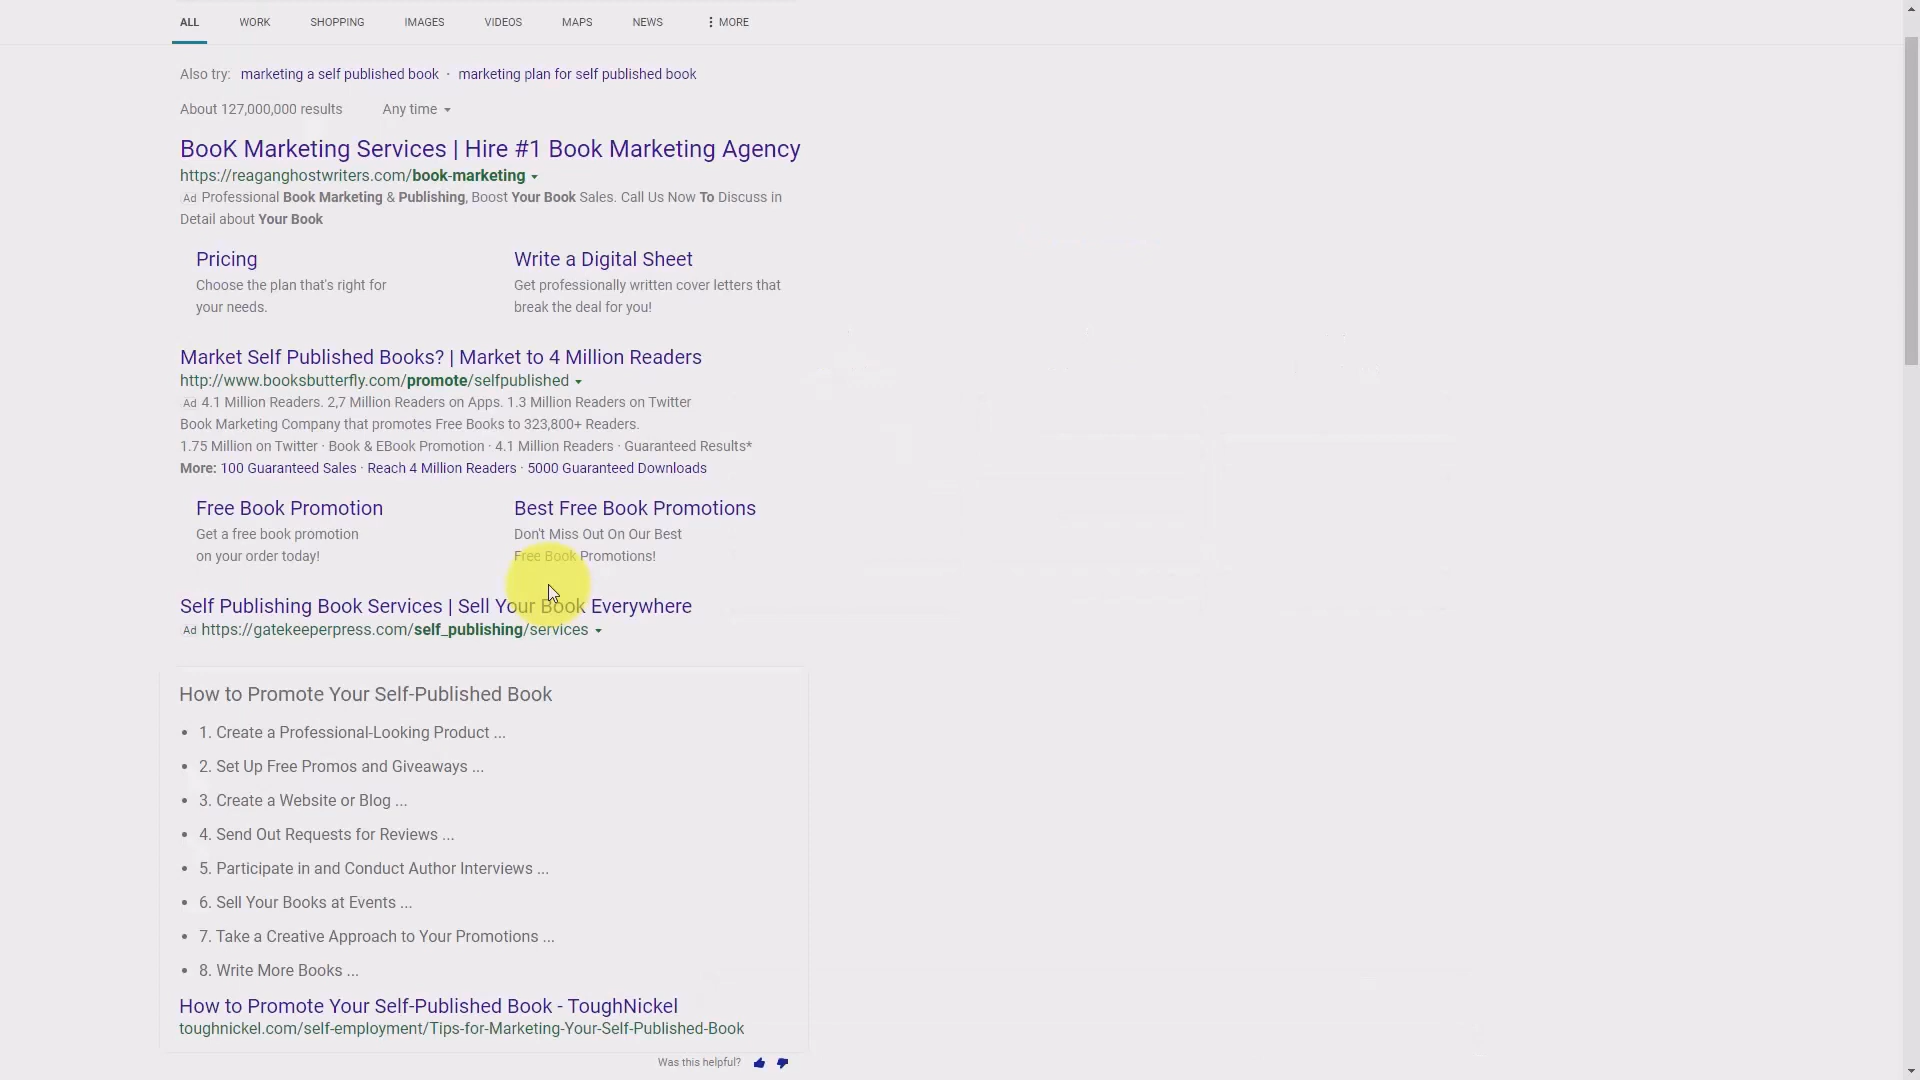 ALL WORK SHOPPING IMAGES VIDEOS MAPS NEWS MORE
Also try: marketing a self published book · marketing plan for self published book
About 127,000,000 results Any time
BooK Marketing Services | Hire #1 Book Marketing Agency
https://reaganghostwriters.com/book-marketing
Ad Professional Book Marketing & Publishing, Boost Your Book Sales. Call Us Now To Discuss in
Detail about Your Book
Pricing
Choose the plan that's right for
your needs.
Write a Digital Sheet
Get professionally written cover letters that
break the deal for you!
Market Self Published Books? | Market to 4 Million Readers
http://www.booksbutterfly.com/promote/selfpublished
Ad 4.1 Million Readers. 2,7 Million Readers on Apps. 1.3 Million Readers on Twitter
Book Marketing Company that promotes Free Books to 323,800+ Readers.
1.75 Million on Twitter · Book & EBook Promotion · 4.1 Million Readers · Guaranteed Results*
More: 100 Guaranteed Sales · Reach 4 Million Readers · 5000 Guaranteed Downloads
Free Book Promotion
Get a free book promotion
on your order today!
Best Free Book Promotions
Don't Miss Out On Our Best
Free Book Promotions!
Self Publishing Book Services | Sell Your Book Everywhere
Ad https://gatekeeperpress.com/self_publishing/services
How to Promote Your Self-Published Book
• 1. Create a Professional-Looking Product ...
• 2. Set Up Free Promos and Giveaways ...
• 3. Create a Website or Blog ...
• 4. Send Out Requests for Reviews ...
• 5. Participate in and Conduct Author Interviews ...
• 6. Sell Your Books at Events ...
• 7. Take a Creative Approach to Your Promotions ...
• 8. Write More Books ...
How to Promote Your Self-Published Book - ToughNickel
toughnickel.com/self-employment/Tips-for-Marketing-Your-Self-Published-Book
Was this helpful?